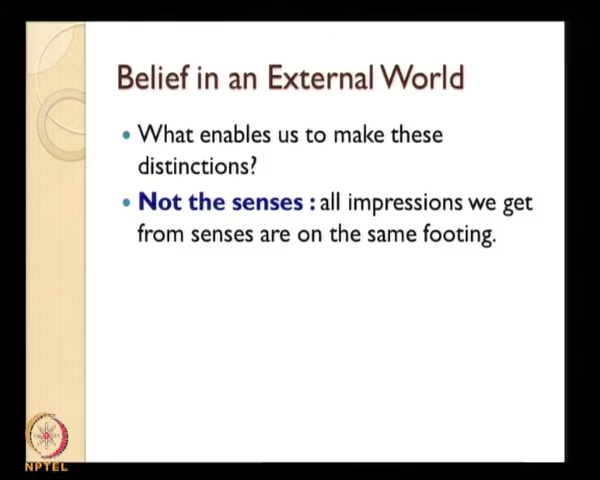 Belief in an External World
• What enables us to make these
distinctions?
• Not the senses : all impressions we get
from senses are on the same footing.
NPTEL